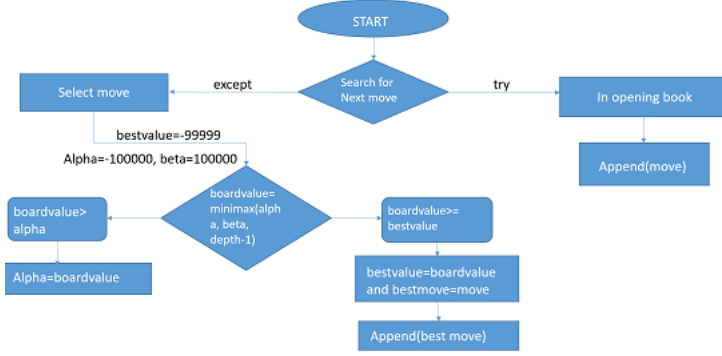 START
Search for
Next move
except
try
Select move
In opening book
bestvalue=-99999
Alpha=-100000, beta=100000
Append(move)
boardvalue=
minimax(alph
a, beta,
depth-1)
boardvalue>
alpha
boardvalue>=
bestvalue
Alpha=boardvalue
bestvalue=boardvalue
and bestmove=move
Append(best move)